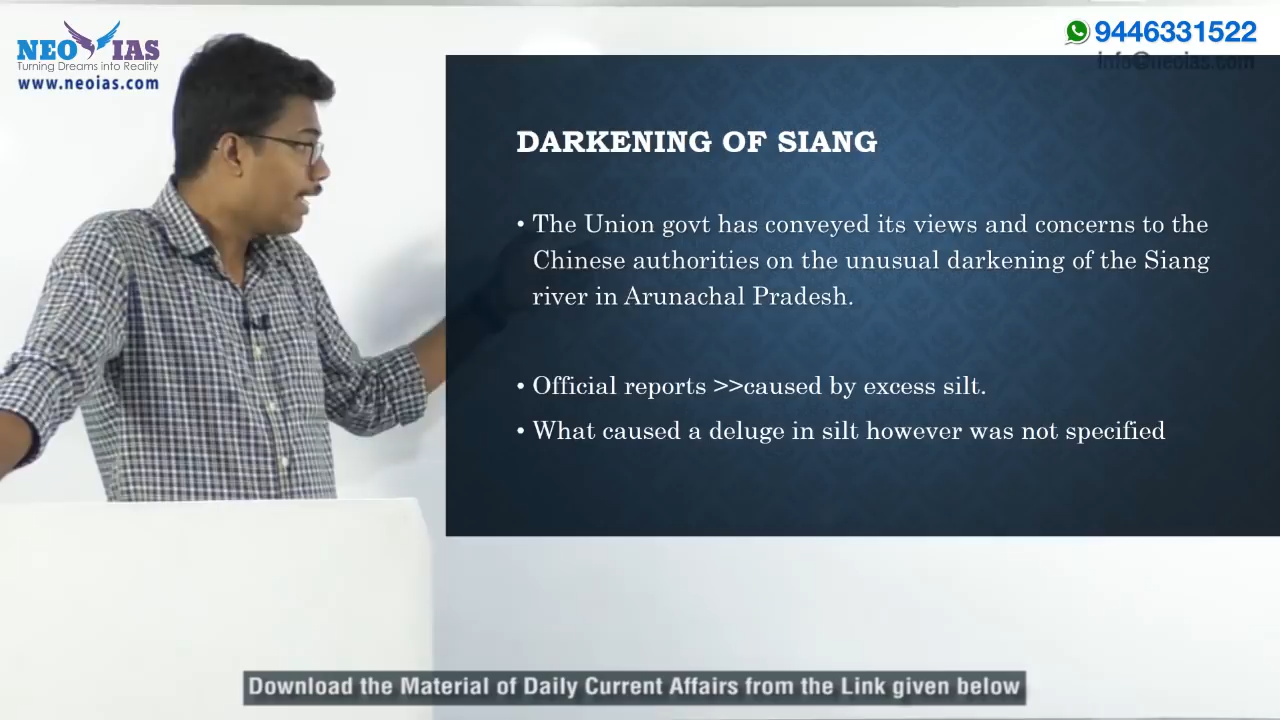 NEO IAS
Turning Dreams into Reality
www.neoias.com
9446331522
info@neoias.com
DARKENING OF SIANG
• The Union govt has conveyed its views and concerns to the
Chinese authorities on the unusual darkening of the Siang
river in Arunachal Pradesh.
• Official reports >>caused by excess silt.
• What caused a deluge in silt however was not specified
Download the Material of Daily Current Affairs from the Link given below